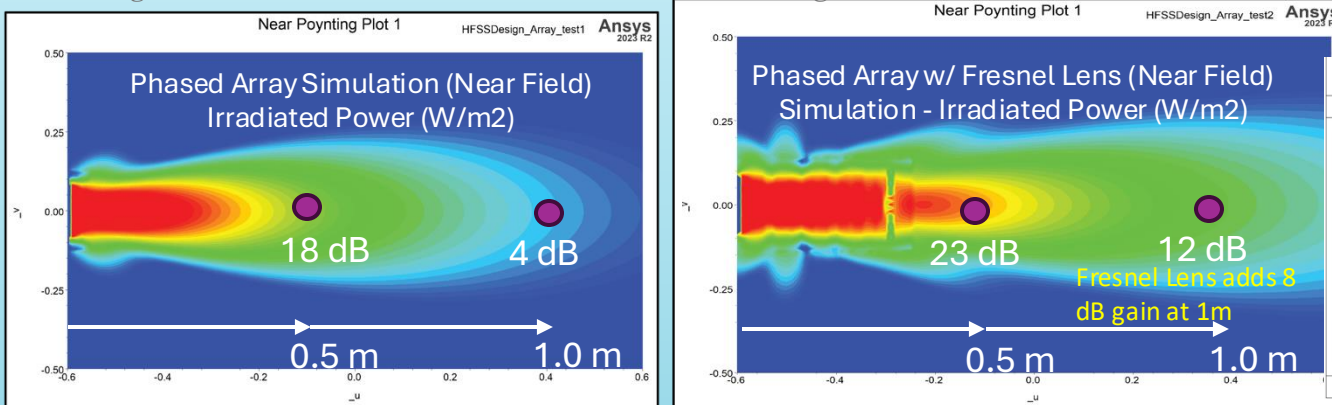 Near Poynting Plot 1
HFSSDesign_Array_test1
Ansys
2023 R2
Phased Array Simulation (Near Field)
Irradiated Power (W/m2)
18 dB
4 dB
0.5 m
1.0 m
0.50
0.25
0.00
-0.25
-0.50
-0.6
-0.4
-0.2
0.0
0.2
0.4
0.6
_v
_u
Near Poynting Plot 1
HFSSDesign_Array_test2
Ansys
2023 R
Phased Array w/ Fresnel Lens (Near Field)
Simulation - Irradiated Power (W/m2)
23 dB
12 dB
Fresnel Lens adds 8
dB gain at 1m
0.5 m
1.0 m
0.50
0.25
0.00
-0.25
-0.50
-0.6
-0.4
-0.2
0.0
0.2
0.4
_v
_u